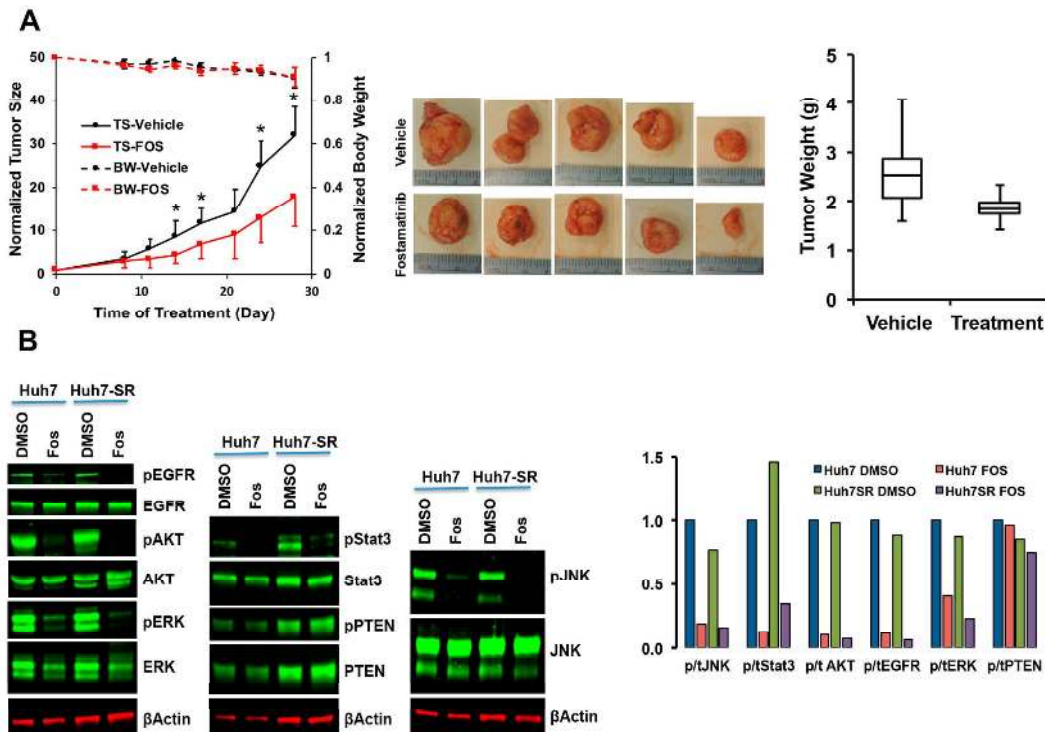 A
Normalized Tumor Size
50
40
30
20
10
0
TS-Vehicle
TS-FOS
BW-Vehicle
BW-FOS
*
*
*
*
1
0.8
0.6
0.4
0.2
0
Normalized Body Weight
0
10
20
30
Time of Treatment (Day)
Vehicle
Fostamatinib
Tumor Weight (g)
5
4
3
2
1
0
Vehicle
Treatment
B
Huh7
Huh7-SR
DMSO
Fos
DMSO
Fos
pEGFR
EGFR
pAKT
AKT
pERK
ERK
βActin
Huh7
Huh7-SR
DMSO
Fos
DMSO
Fos
pStat3
Stat3
pPTEN
PTEN
βActin
Huh7
Huh7-SR
DMSO
Fos
DMSO
Fos
pJNK
JNK
βActin
1.5
1.0
0.5
0.0
Huh7 DMSO
Huh7 FOS
Huh7SR DMSO
Huh7SR FOS
p/tJNK
p/tStat3
p/t AKT
p/tEGFR
p/tERK
p/tPTEN